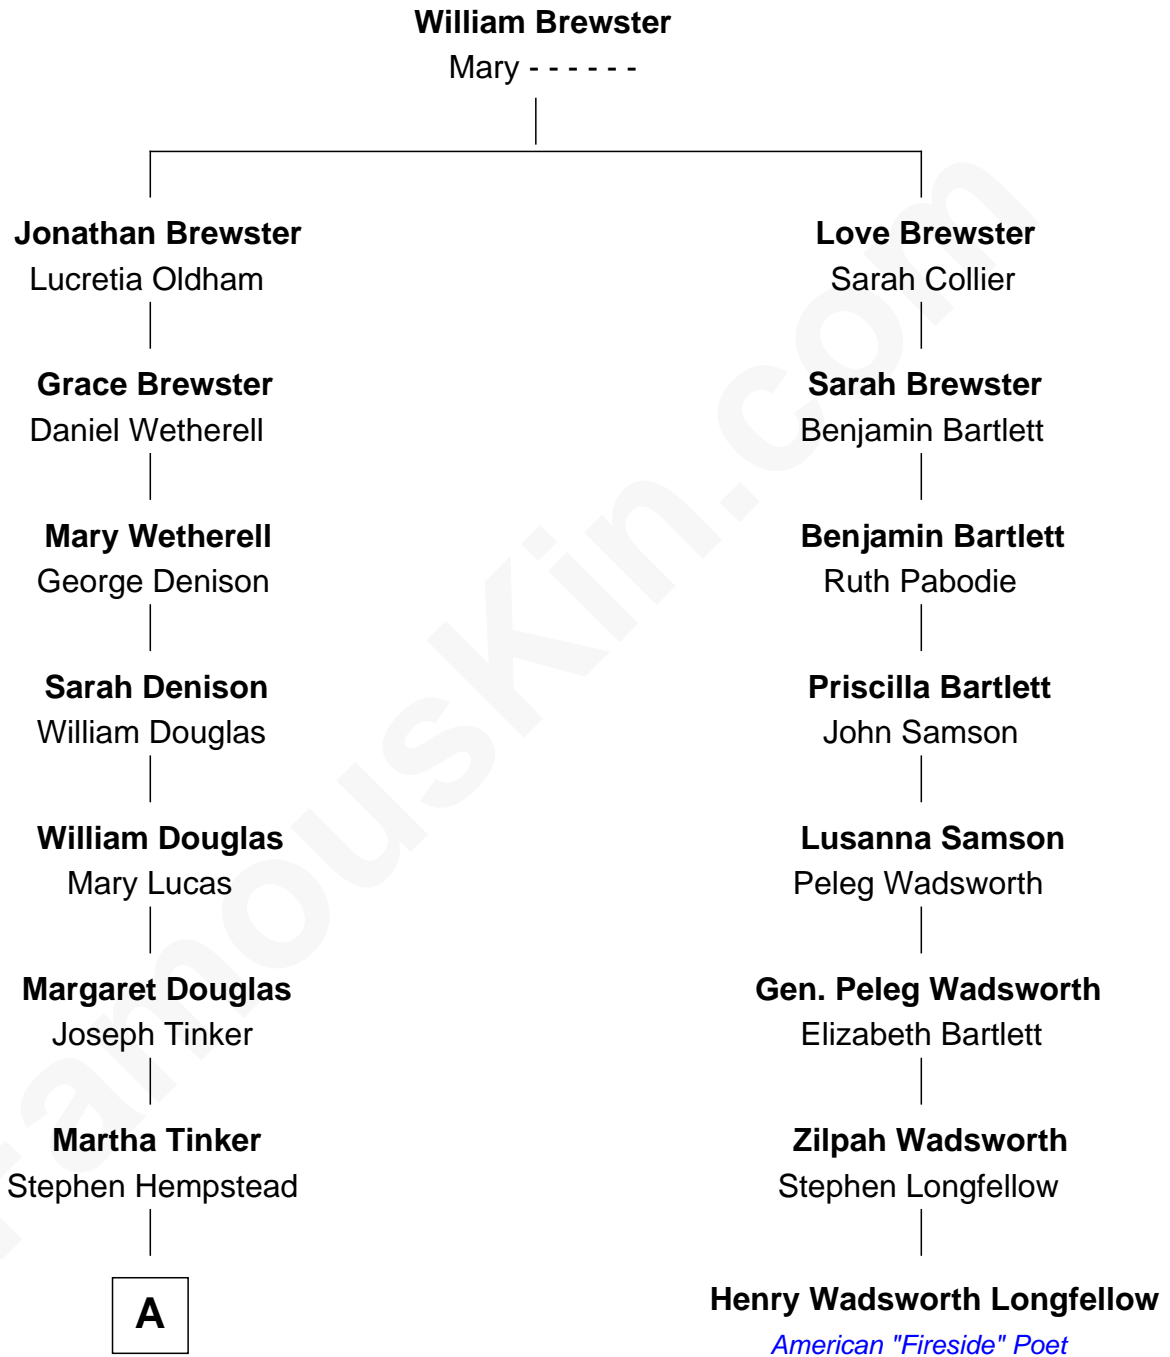 William Brewster
Mary - - - - - -
Jonathan Brewster
Lucretia Oldham
Love Brewster
Sarah Collier
Grace Brewster
Daniel Wetherell
Sarah Brewster
Benjamin Bartlett
Mary Wetherell
George Denison
Benjamin Bartlett
Ruth Pabodie
Sarah Denison
William Douglas
Priscilla Bartlett
John Samson
William Douglas
Mary Lucas
Lusanna Samson
Peleg Wadsworth
Margaret Douglas
Joseph Tinker
Gen. Peleg Wadsworth
Elizabeth Bartlett
Martha Tinker
Stephen Hempstead
Zilpah Wadsworth
Stephen Longfellow
A
Henry Wadsworth Longfellow
American "Fireside" Poet
FamousKin.com